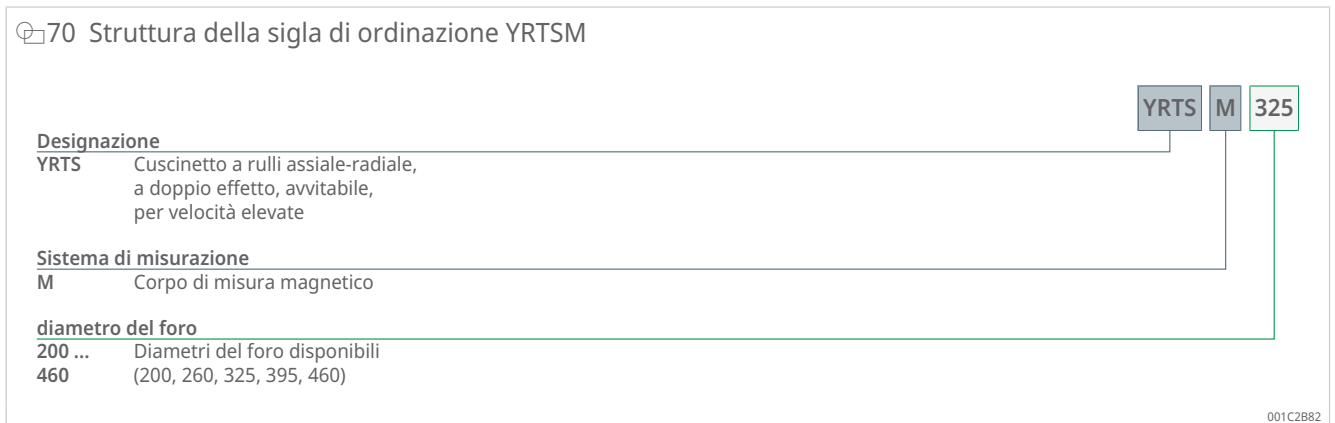 70 Struttura della sigla di ordinazione YRTSM
YRTS M 325
Designazione
YRTS Cuscinetto a rulli assiale-radiale,
a doppio effetto, avvitabile,
per velocità elevate
Sistema di misurazione
M Corpo di misura magnetico
diametro del foro
200 ... Diametri del foro disponibili
460 (200, 260, 325, 395, 460)
001C2B82